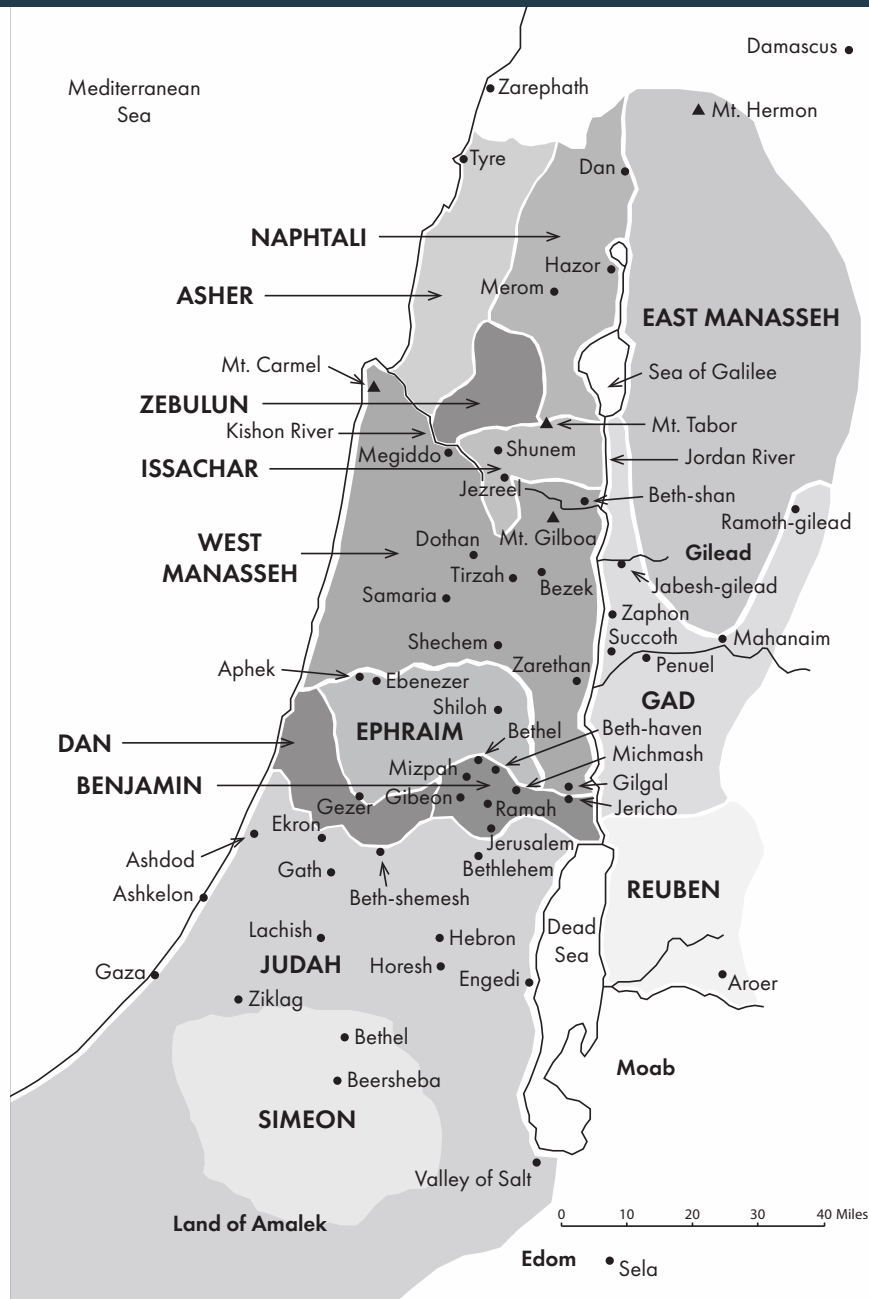 Damascus
Mediterranean
Sea
Zarephath
Mt. Hermon
Tyre
Dan
NAPHTALI
Hazor
Merom
ASHER
EAST MANASSEH
Mt. Carmel
Sea of Galilee
ZEBULUN
Mt. Tabor
Kishon River
Shunem
Megiddo
Jordan River
ISSACHAR
Jezreel
Beth-shan
Ramoth-gilead
WEST
MANASSEH
Dothan
Mt. Gilboa
Gilead
Tirzah
Bezek
Jabesh-gilead
Samaria
Zaphon
Succoth
Mahanaim
Shechem
Zarethan
Penuel
Aphek
Ebenezer
GAD
Shiloh
EPHRAIM
Bethel
Beth-haven
DAN
Michmash
Mizpah
BENJAMIN
Gilgal
Gezer
Gibeon
Ramah
Jericho
Ekron
Jerusalem
Ashdod
Gath
Bethlehem
Ashkelon
Beth-shemesh
REUBEN
Lachish
Hebron
Dead
Sea
JUDAH
Horesh
Gaza
Engedi
Aroer
Ziklag
Bethel
Moab
Beersheba
SIMEON
Valley of Salt
Land of Amalek
0 10 20 30 40 Miles
Edom
Sela